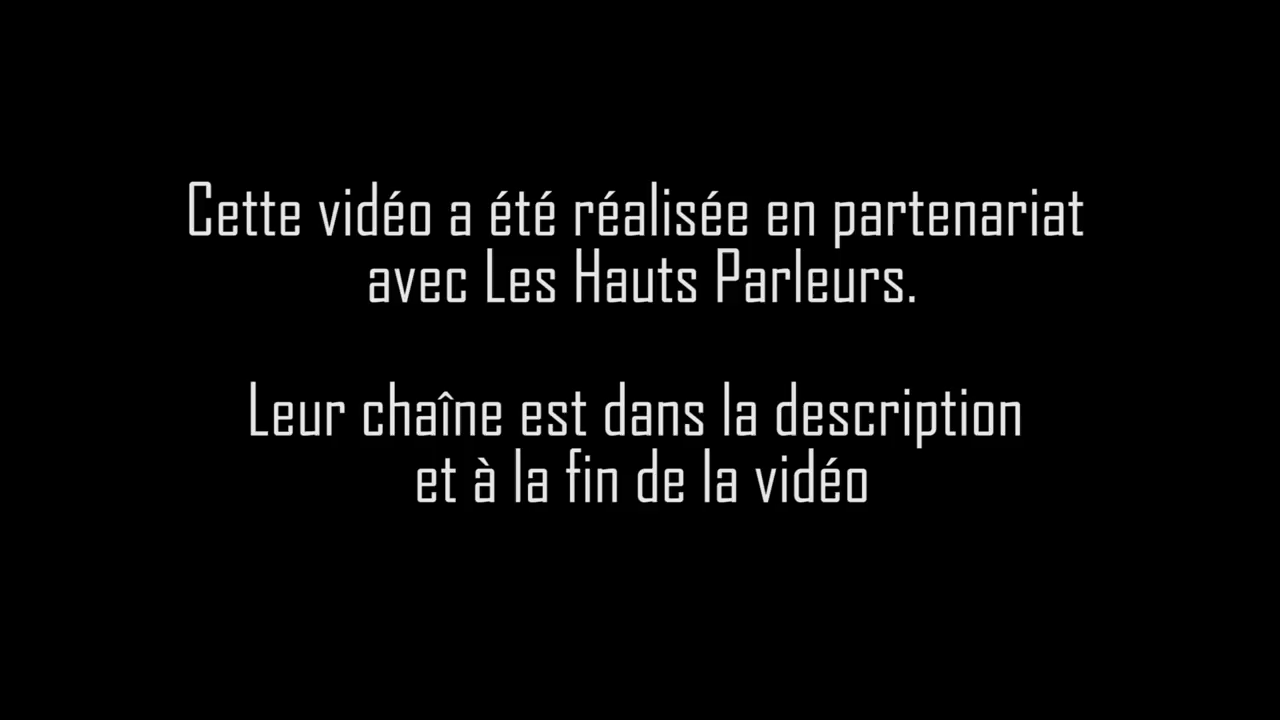 Cette vidéo a été réalisée en partenariat
avec Les Hauts Parleurs.
Leur chaîne est dans la description
et à la fin de la vidéo